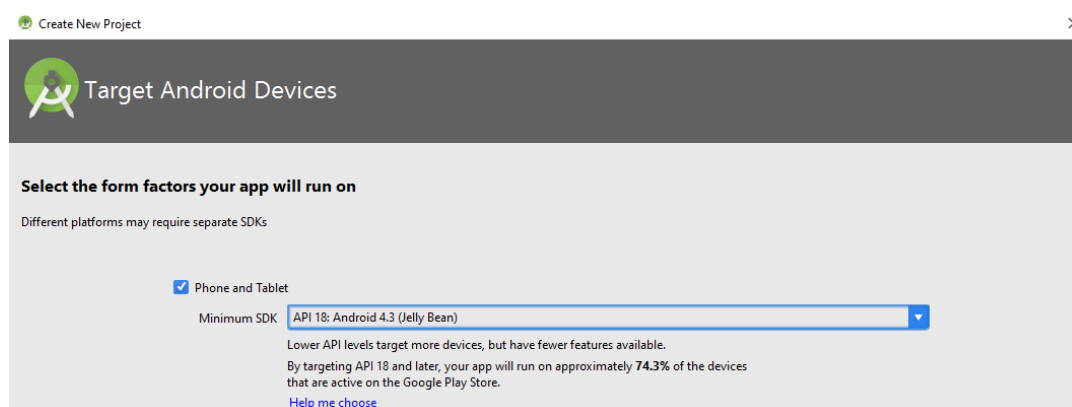 Create New Project
Target Android Devices
Select the form factors your app will run on
Different platforms may require separate SDKs
Phone and Tablet
Minimum SDK API 18: Android 4.3 (Jelly Bean)
Lower API levels target more devices, but have fewer features available.
By targeting API 18 and later, your app will run on approximately 74.3% of the devices
that are active on the Google Play Store.
Help me choose